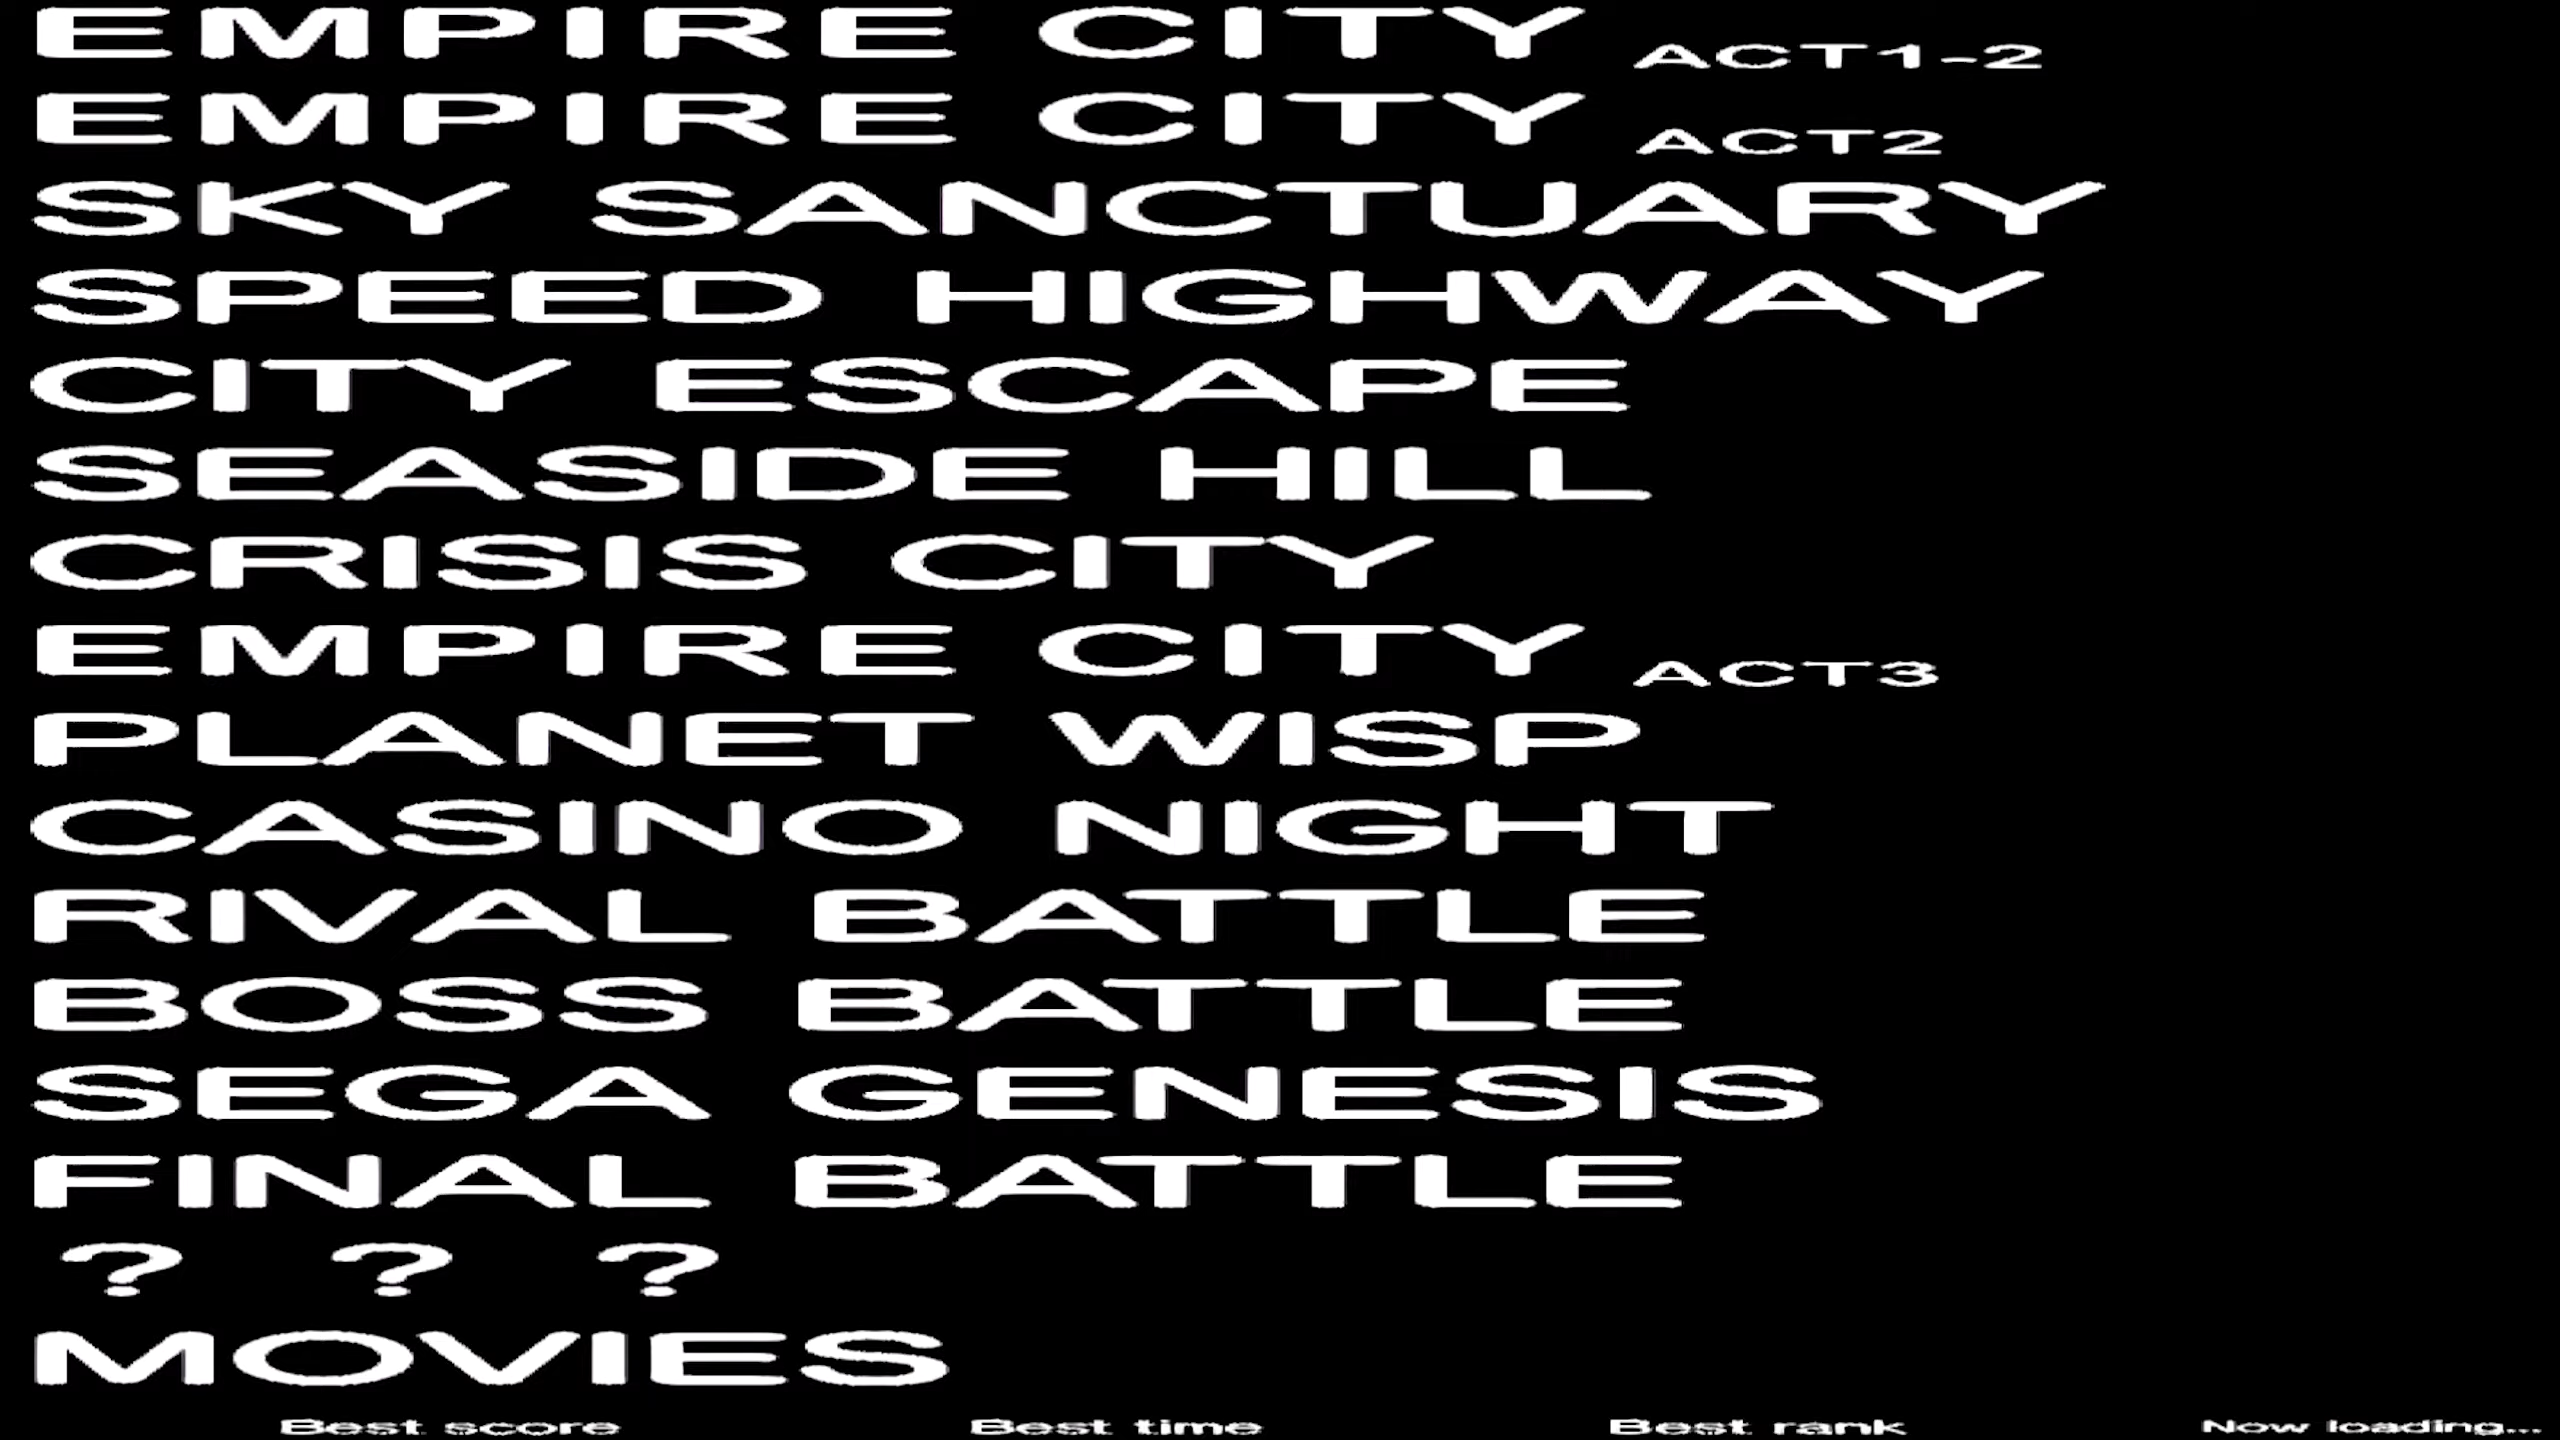 EMPIRE CITY ACT1-2
EMPIRE CITY ACT2
SKY SANCTUARY
SPEED HIGHWAY
CITY ESCAPE
SEASIDE HILL
CRISIS CITY
EMPIRE CITY ACT3
PLANET WISP
CASINO NIGHT
RIVAL BATTLE
BOSS BATTLE
SEGA GENESIS
FINAL BATTLE
? ? ?
MOVIES
Best score Best time Best rank Now loading...